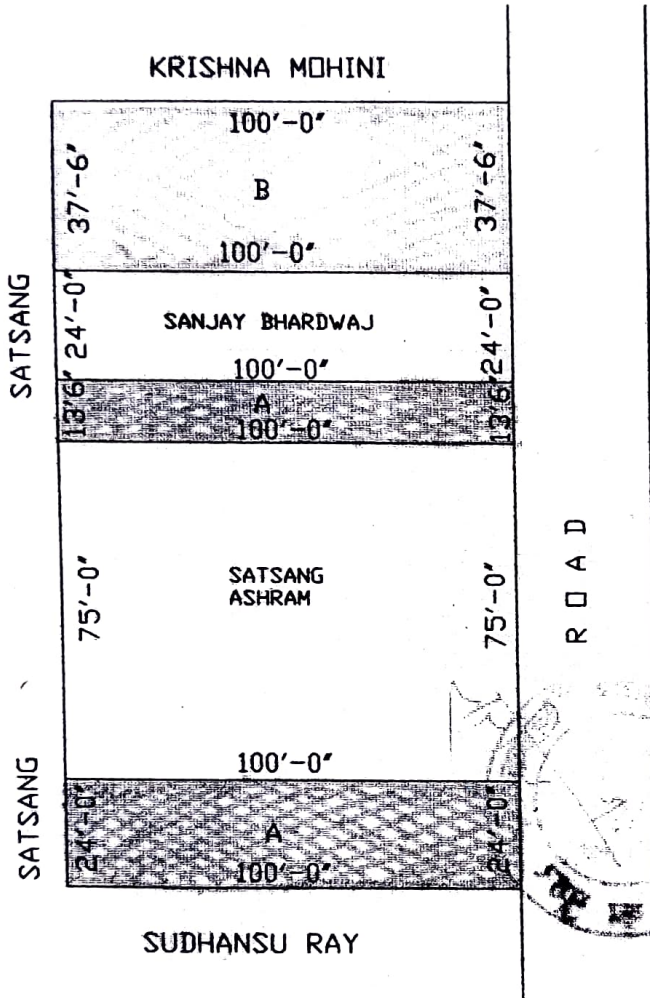 KRISHNA MOHINI
100'-0"
37'-6"
B
37'-6"
100'-0"
SATSANG
24'-0"
SANJAY BHARDWAJ
24'-0"
100'-0"
13'6"
A
13'6"
100'-0"
75'-0"
SATSANG
ASHRAM
75'-0"
ROAD
100'-0"
SATSANG
24'-0"
A
24'-0"
100'-0"
SUDHANSU RAY